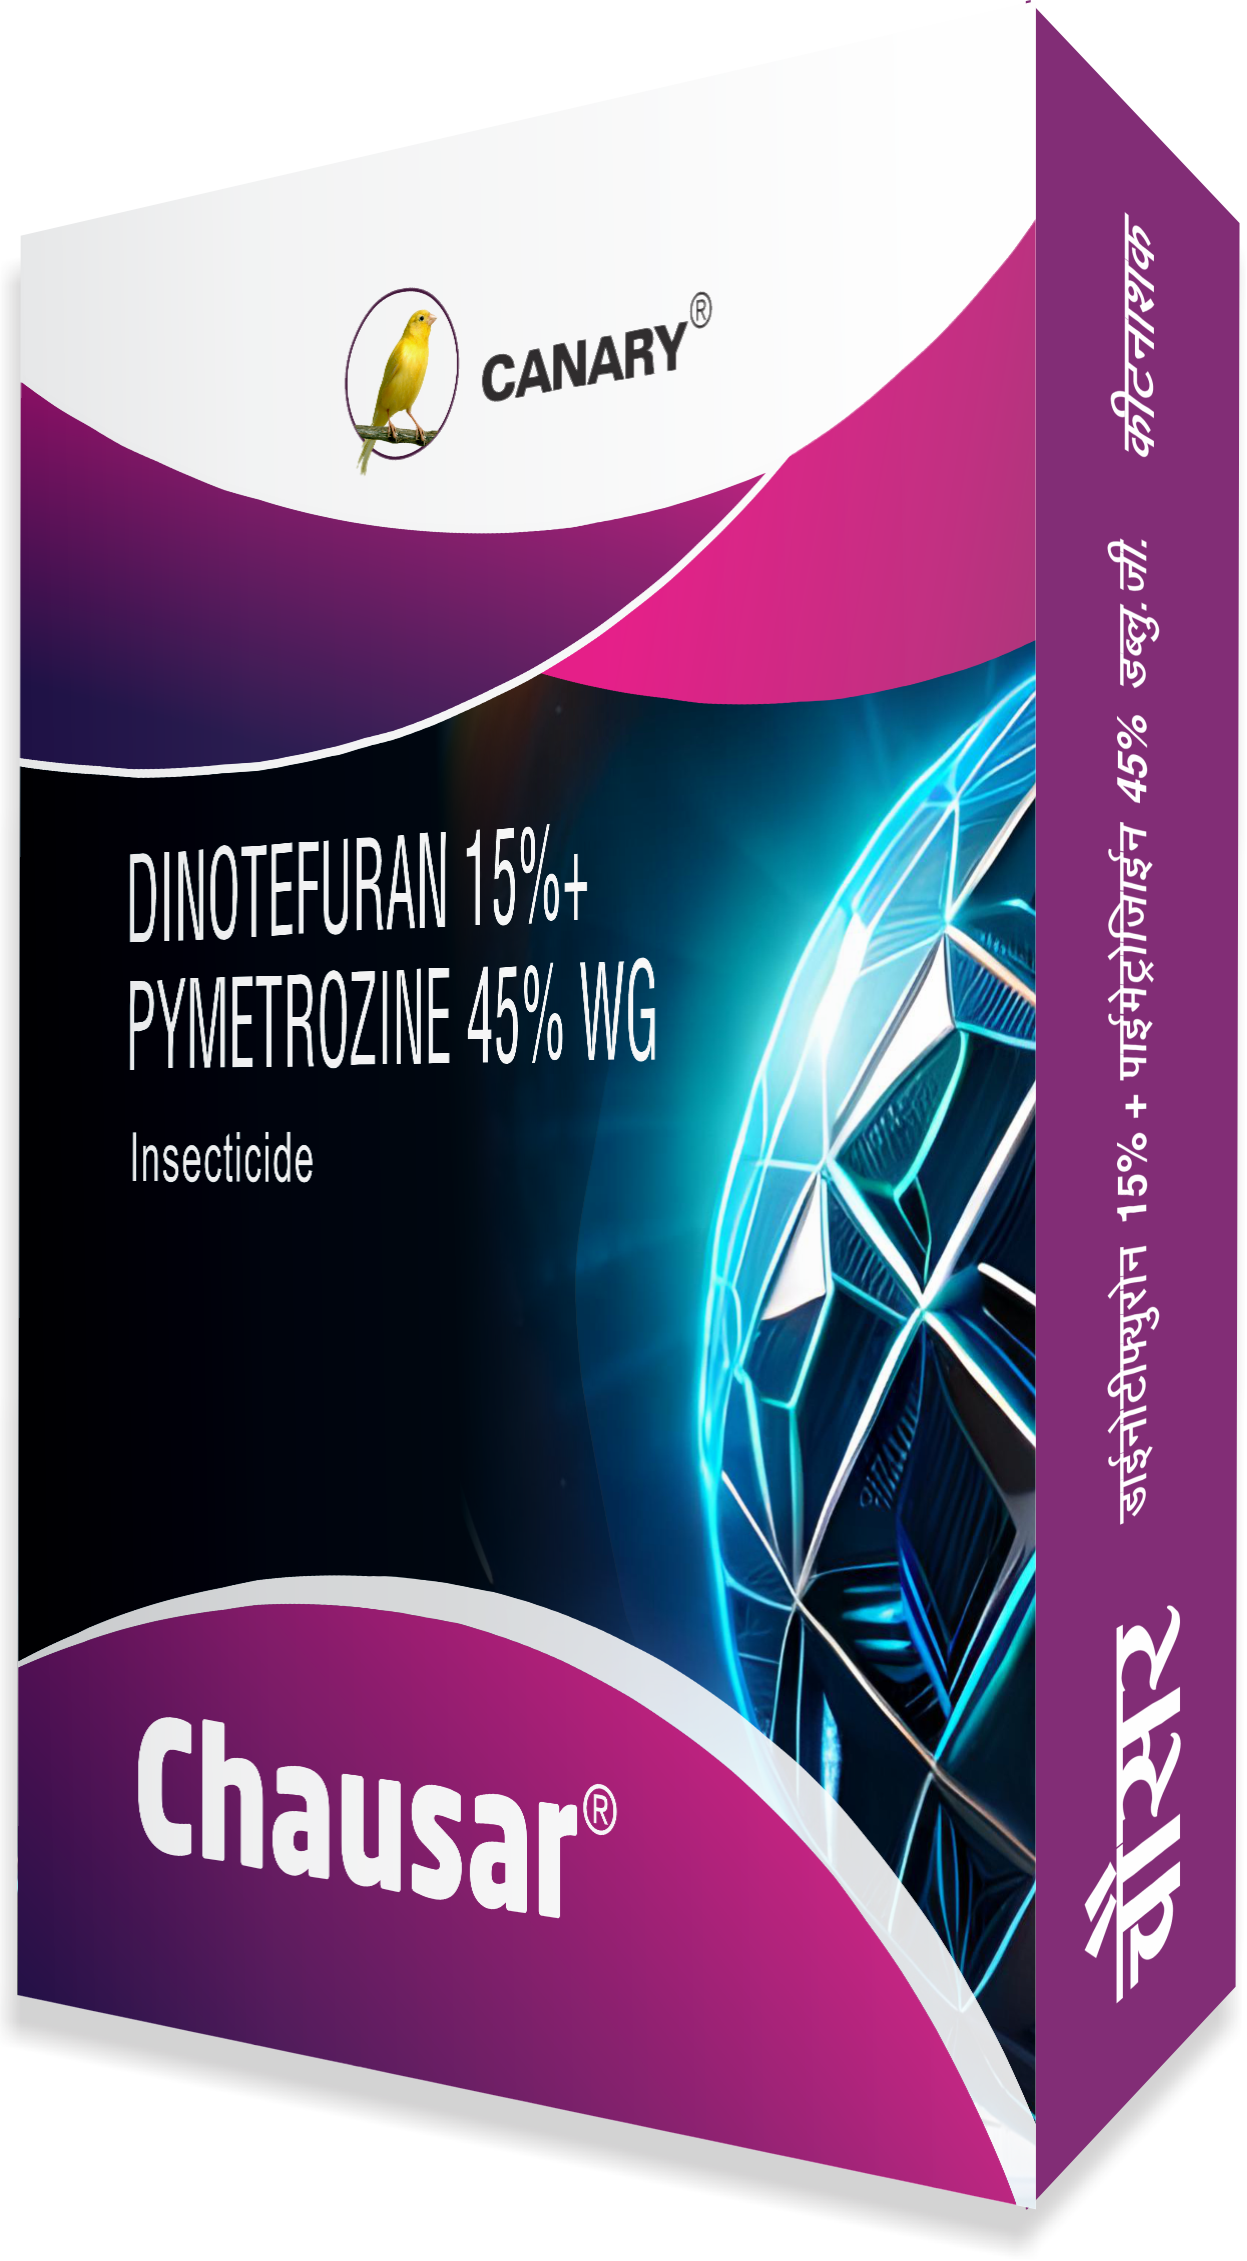 CANARY®
DINOTEFURAN 15%+
PYMETROZINE 45% WG
Insecticide
Chausar®
चौसर
डाईनोटीफ्युरोन 15% + पाईमेट्रोजिाईन 45% डब्लू. जी.
कीटनाशक